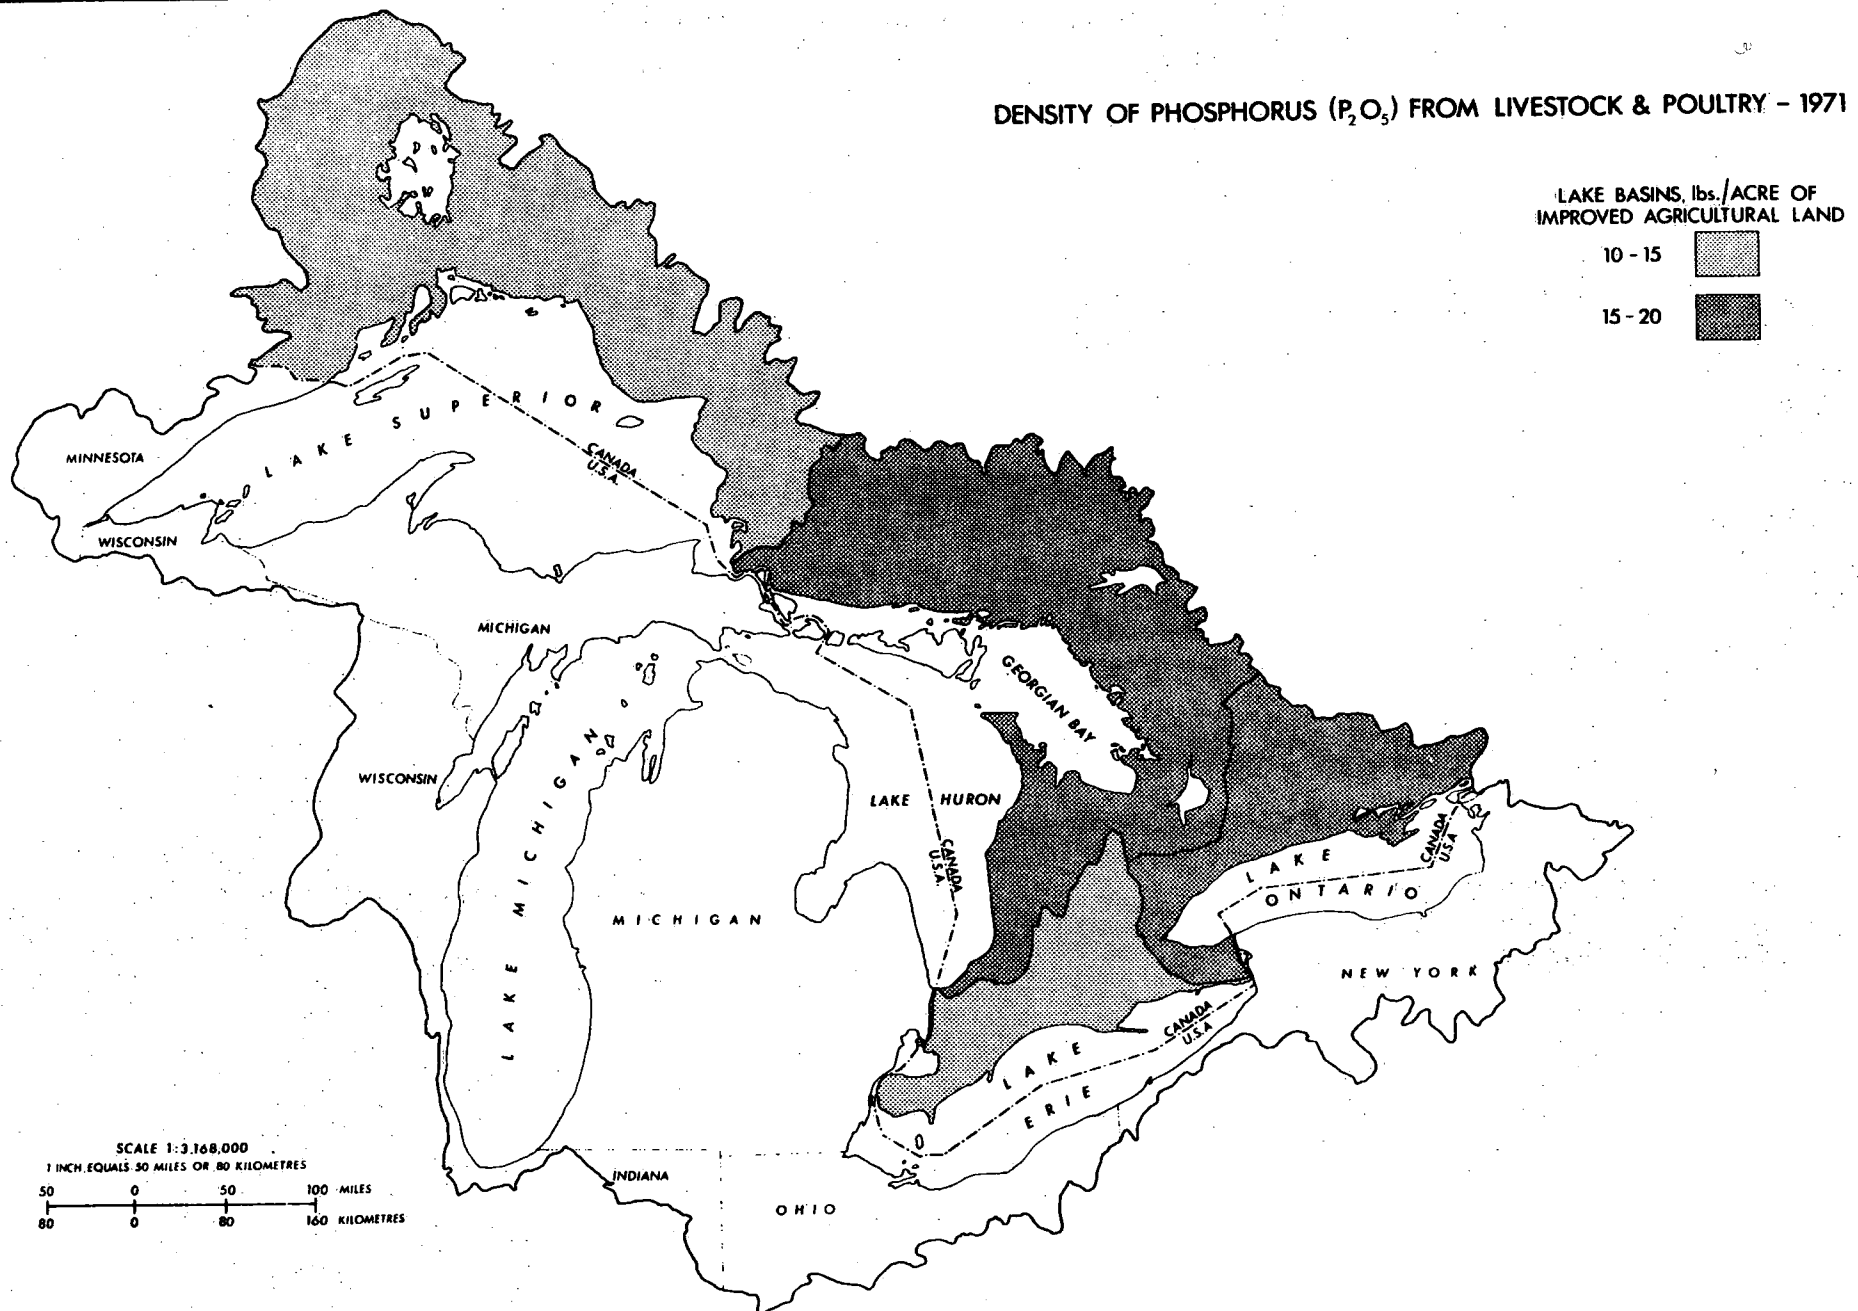 DENSITY OF PHOSPHORUS (P₂O₅) FROM LIVESTOCK & POULTRY – 1971
LAKE BASINS, lbs./ACRE OF
IMPROVED AGRICULTURAL LAND
10 - 15
15 - 20
LAKE SUPERIOR
CANADA
U.S.A.
MINNESOTA
WISCONSIN
MICHIGAN
GEORGIAN BAY
WISCONSIN
LAKE MICHIGAN
LAKE HURON
CANADA
U.S.A.
MICHIGAN
LAKE
ONTARIO
CANADA
U.S.A
NEW YORK
CANADA
U.S.A
LAKE
ERIE
INDIANA
OHIO
SCALE 1:3,168,000
1 INCH EQUALS 50 MILES OR 80 KILOMETRES
50 0 50 100 MILES
80 0 80 160 KILOMETRES